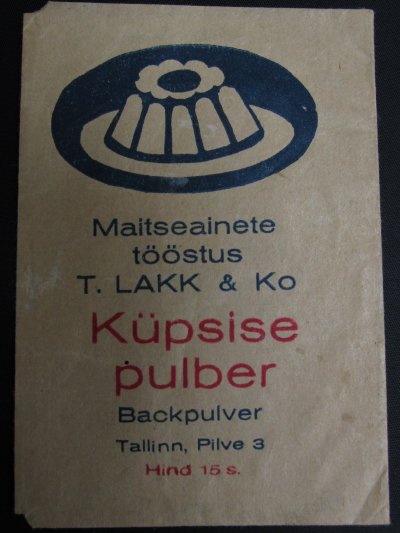 Maitseainete
tööstus
T. LAKK & Ko
Küpsise
pulber
Backpulver
Tallinn, Pilve 3
Hind 15 s.